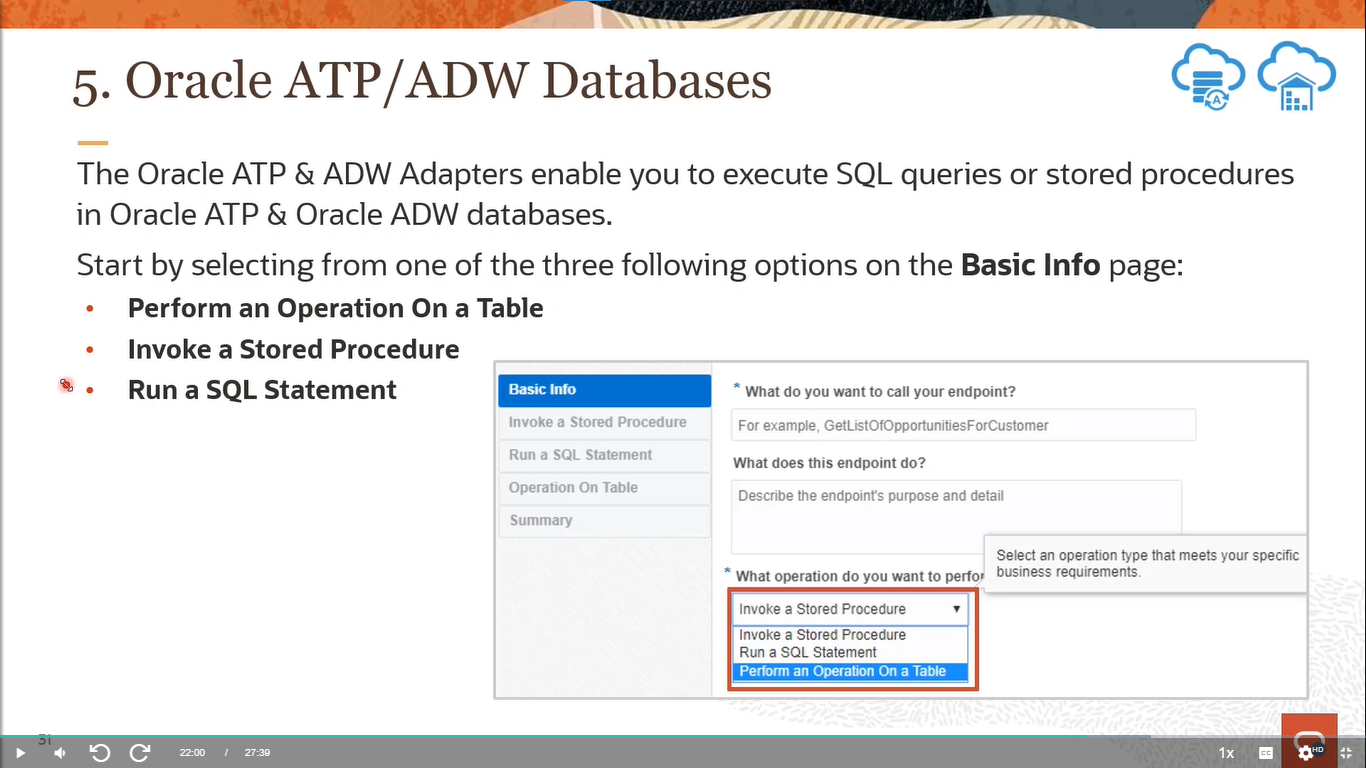 5. Oracle ATP/ADW Databases
A
The Oracle ATP & ADW Adapters enable you to execute SQL queries or stored procedures
in Oracle ATP & Oracle ADW databases.
Start by selecting from one of the three following options on the Basic Info page:
• Perform an Operation On a Table
• Invoke a Stored Procedure
• Run a SQL Statement
Basic Info
Invoke a Stored Procedure
Run a SQL Statement
Operation On Table
Summary
* What do you want to call your endpoint?
For example, GetListOfOpportunitiesForCustomer
What does this endpoint do?
Describe the endpoint's purpose and detail
Select an operation type that meets your specific
business requirements.
* What operation do you want to perfo
Invoke a Stored Procedure ▼
Invoke a Stored Procedure
Run a SQL Statement
Perform an Operation On a Table
51
22:00 / 27:39
1x
CC
HD